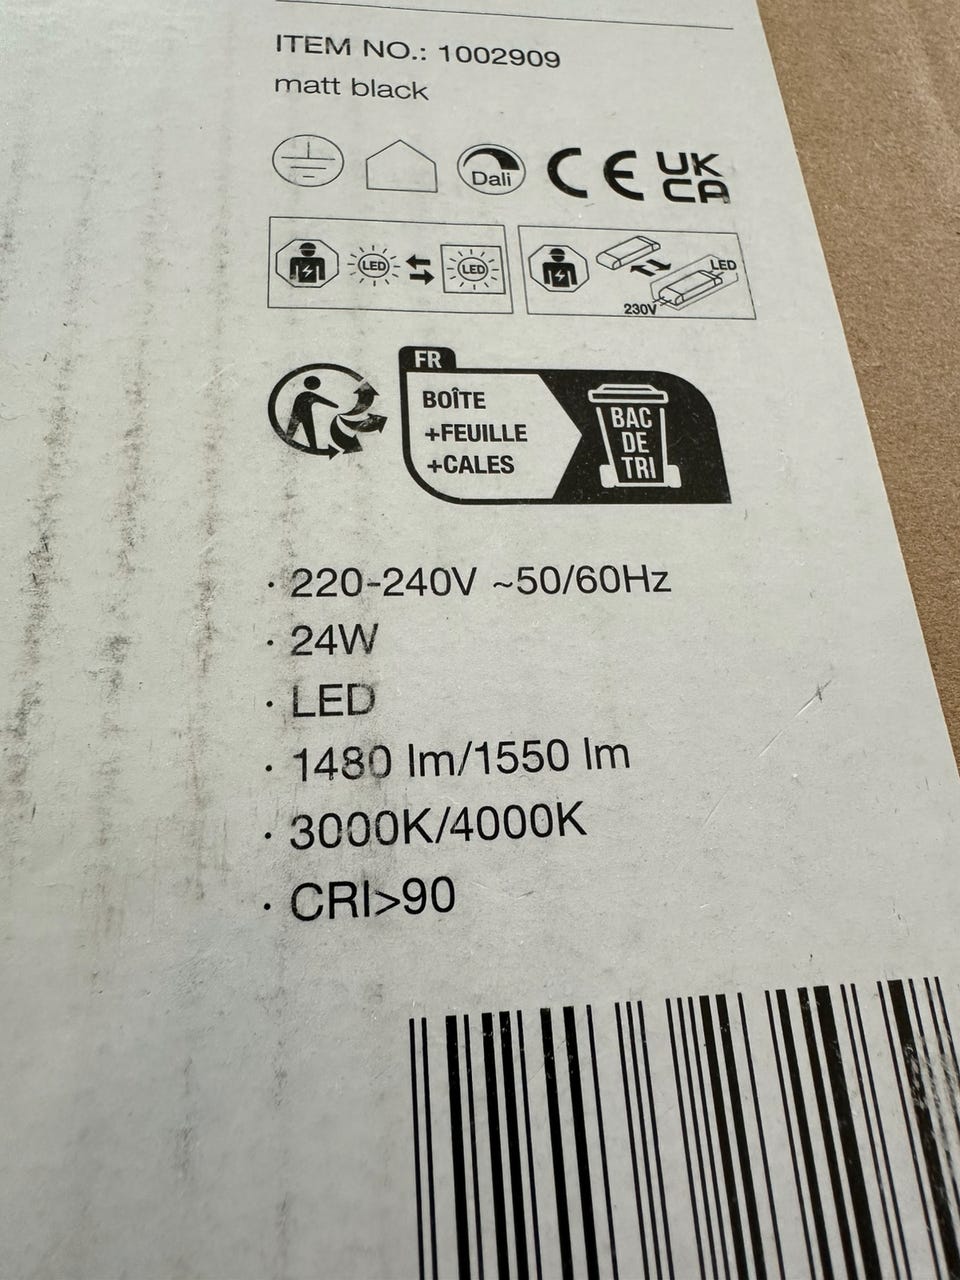 ITEM NO.: 1002909
matt black
Dali
CE UK
CA
LED LED
LED
230V
FR
BOÎTE
+FEUILLE
+CALES
BAC
DE
TRI
· 220-240V ~50/60Hz
· 24W
· LED
· 1480 lm/1550 lm
· 3000K/4000K
· CRI>90